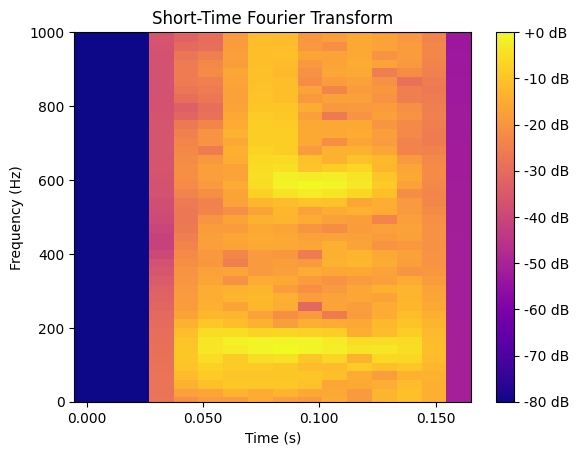 Short-Time Fourier Transform
Frequency (Hz)
1000
800
600
400
200
0
0.000
0.050
0.100
0.150
Time (s)
+0 dB
-10 dB
-20 dB
-30 dB
-40 dB
-50 dB
-60 dB
-70 dB
-80 dB